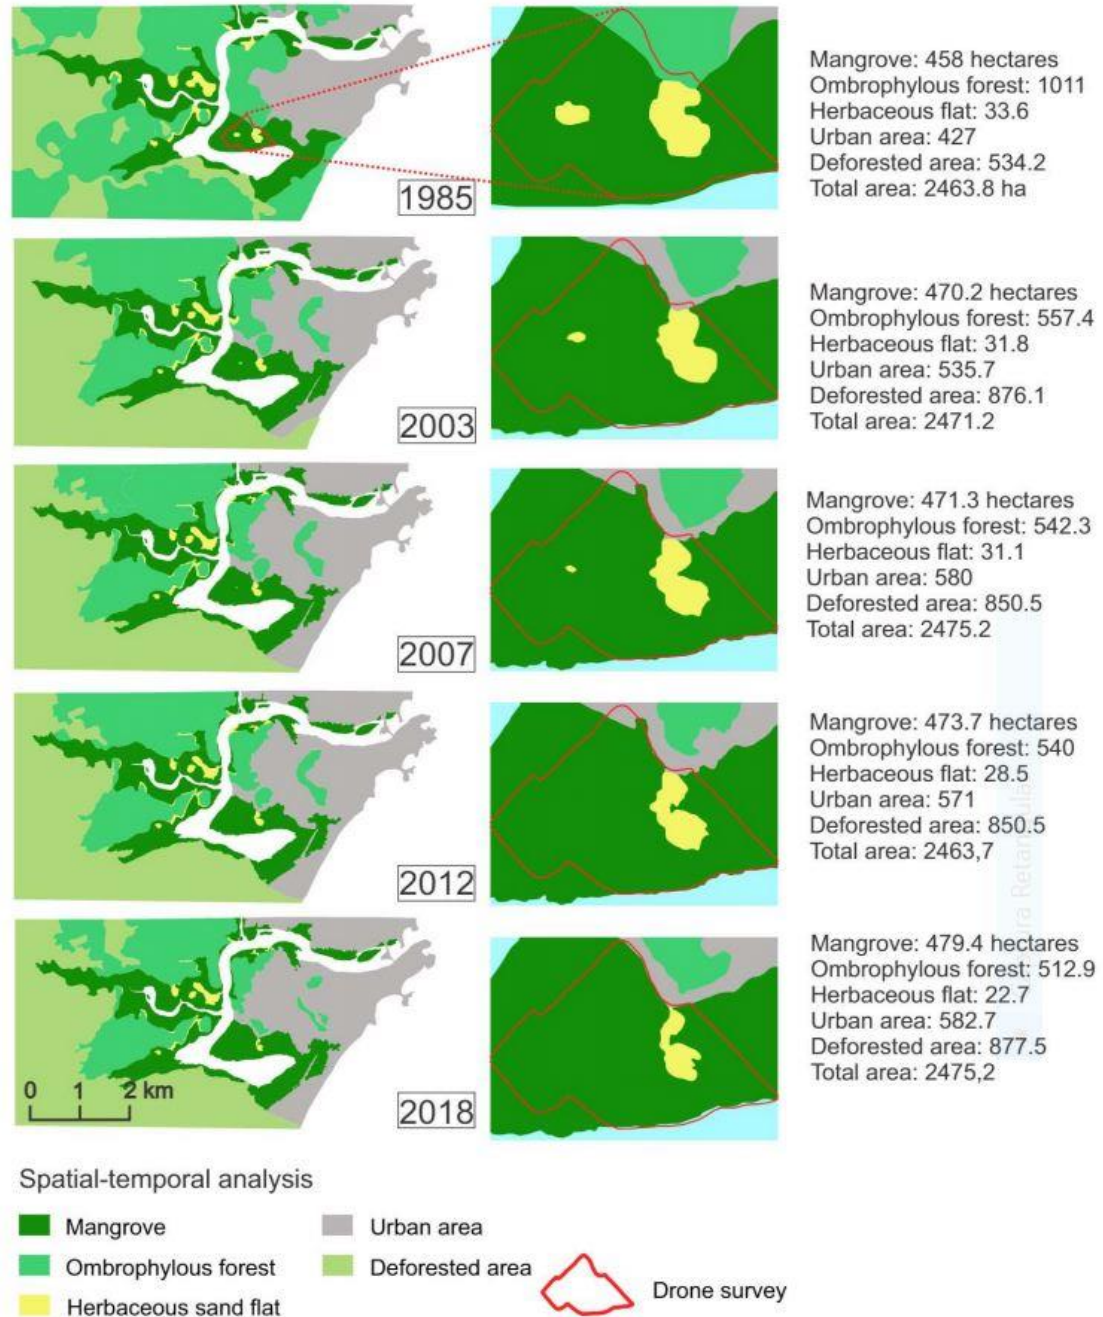 Mangrove: 458 hectares
Ombrophylous forest: 1011
Herbaceous flat: 33.6
Urban area: 427
Deforested area: 534.2
Total area: 2463.8 ha
1985
Mangrove: 470.2 hectares
Ombrophylous forest: 557.4
Herbaceous flat: 31.8
Urban area: 535.7
Deforested area: 876.1
Total area: 2471.2
2003
Mangrove: 471.3 hectares
Ombrophylous forest: 542.3
Herbaceous flat: 31.1
Urban area: 580
Deforested area: 850.5
Total area: 2475.2
2007
Mangrove: 473.7 hectares
Ombrophylous forest: 540
Herbaceous flat: 28.5
Urban area: 571
Deforested area: 850.5
Total area: 2463,7
2012
Mangrove: 479.4 hectares
Ombrophylous forest: 512.9
Herbaceous flat: 22.7
Urban area: 582.7
Deforested area: 877.5
Total area: 2475,2
0 1 2 km
2018
Spatial-temporal analysis
Mangrove
Urban area
Ombrophylous forest
Deforested area
Herbaceous sand flat
Drone survey